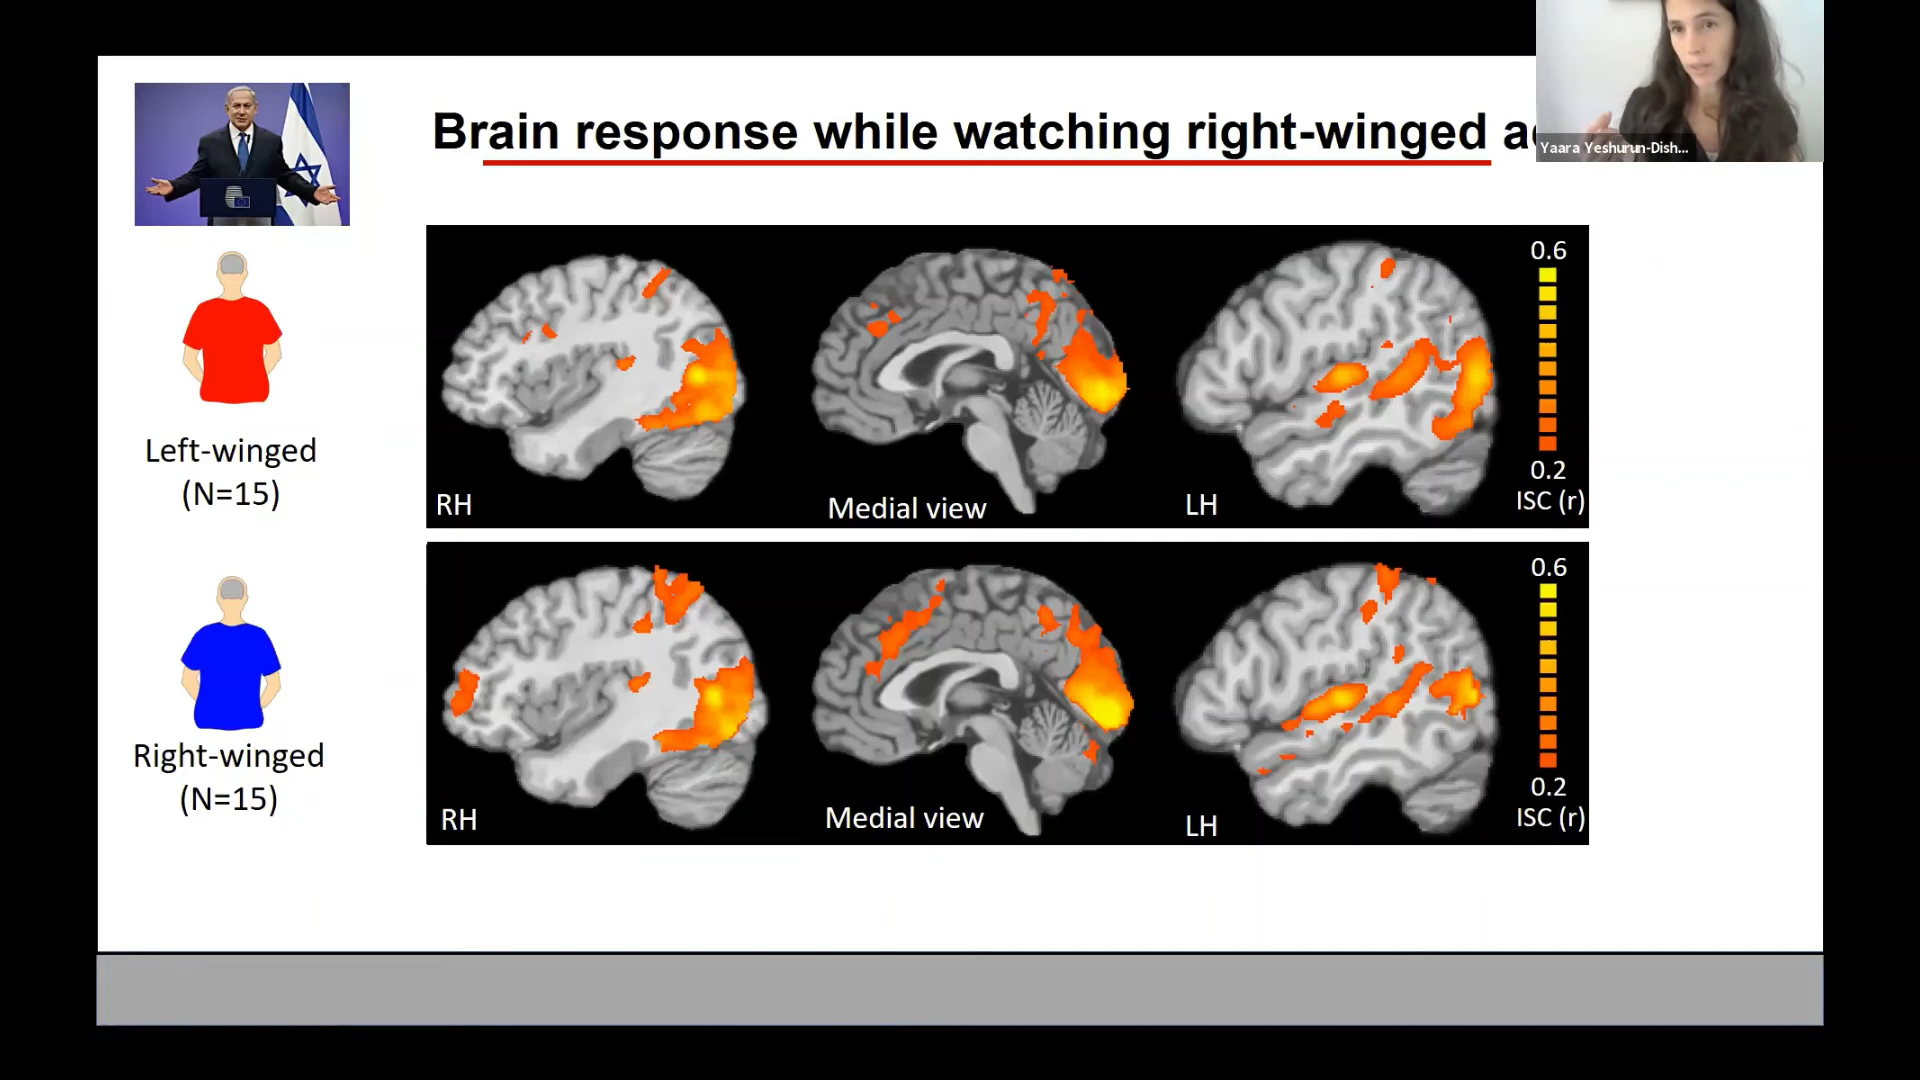 Brain response while watching right-winged
Yaara Yeshurun-Dish...
Left-winged
(N=15)
RH
Medial view
LH
0.6
0.2
ISC (r)
Right-winged
(N=15)
RH
Medial view
LH
0.6
0.2
ISC (r)